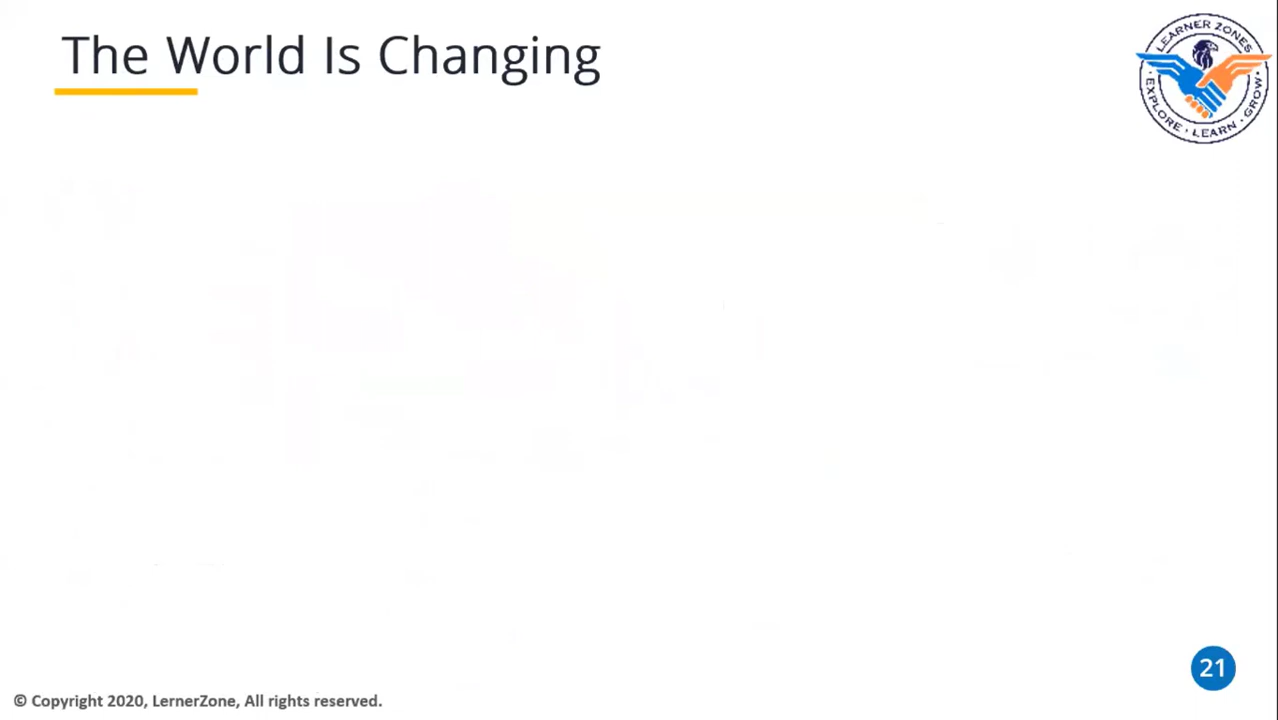 The World Is Changing
LEARNER ZONES
EXPLORE · LEARN · GROW
21
© Copyright 2020, LernerZone, All rights reserved.